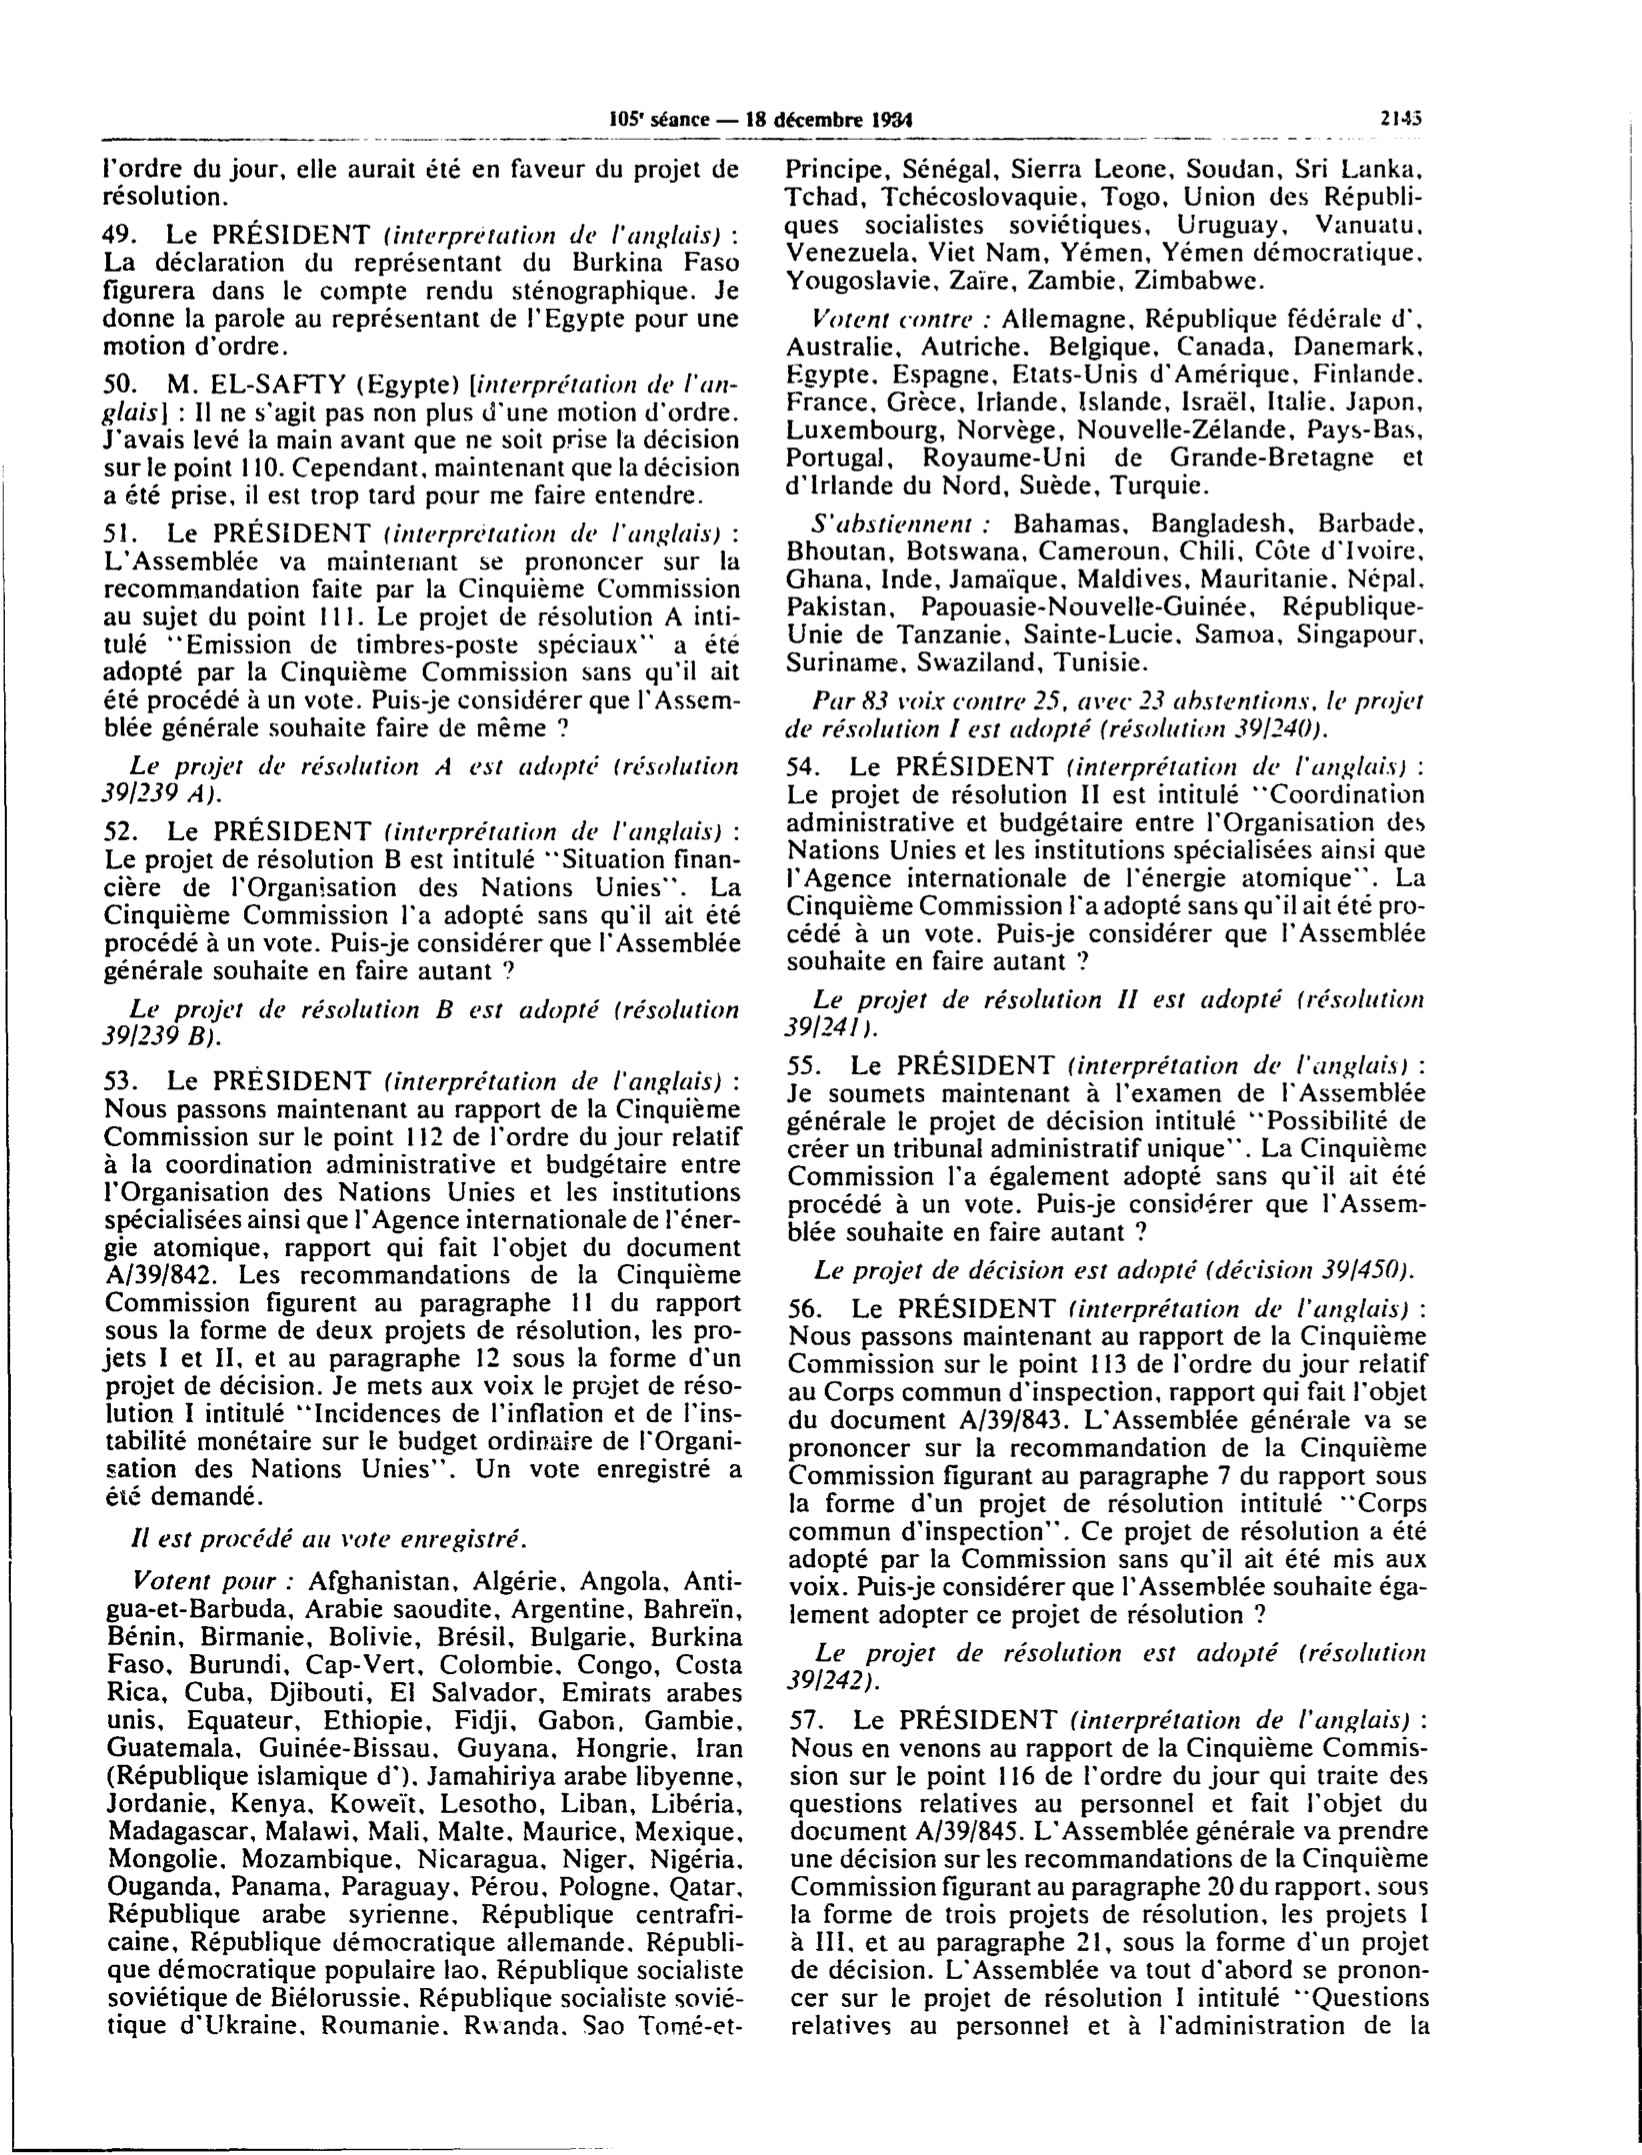 105e séance — 18 décembre 1984 2145
l'ordre du jour, elle aurait été en faveur du projet de
résolution.
49. Le PRÉSIDENT (interprétation de l'anglais) :
La déclaration du représentant du Burkina Faso
figurera dans le compte rendu sténographique. Je
donne la parole au représentant de l'Egypte pour une
motion d'ordre.
50. M. EL-SAFTY (Egypte) [interprétation de l'an-
glais] : Il ne s'agit pas non plus d'une motion d'ordre.
J'avais levé la main avant que ne soit prise la décision
sur le point 110. Cependant, maintenant que la décision
a été prise, il est trop tard pour me faire entendre.
51. Le PRÉSIDENT (interprétation de l'anglais) :
L'Assemblée va maintenant se prononcer sur la
recommandation faite par la Cinquième Commission
au sujet du point 111. Le projet de résolution A inti-
tulé "Emission de timbres-poste spéciaux" a été
adopté par la Cinquième Commission sans qu'il ait
été procédé à un vote. Puis-je considérer que l'Assem-
blée générale souhaite faire de même ?
Le projet de résolution A est adopté (résolution
39/239 A).
52. Le PRÉSIDENT (interprétation de l'anglais) :
Le projet de résolution B est intitulé "Situation finan-
cière de l'Organisation des Nations Unies". La
Cinquième Commission l'a adopté sans qu'il ait été
procédé à un vote. Puis-je considérer que l'Assemblée
générale souhaite en faire autant ?
Le projet de résolution B est adopté (résolution
39/239 B).
53. Le PRÉSIDENT (interprétation de l'anglais) :
Nous passons maintenant au rapport de la Cinquième
Commission sur le point 112 de l'ordre du jour relatif
à la coordination administrative et budgétaire entre
l'Organisation des Nations Unies et les institutions
spécialisées ainsi que l'Agence internationale de l'éner-
gie atomique, rapport qui fait l'objet du document
A/39/842. Les recommandations de la Cinquième
Commission figurent au paragraphe 11 du rapport
sous la forme de deux projets de résolution, les pro-
jets I et II, et au paragraphe 12 sous la forme d'un
projet de décision. Je mets aux voix le projet de réso-
lution I intitulé "Incidences de l'inflation et de l'ins-
tabilité monétaire sur le budget ordinaire de l'Organi-
sation des Nations Unies". Un vote enregistré a
été demandé.
Il est procédé au vote enregistré.
Votent pour : Afghanistan, Algérie, Angola, Anti-
gua-et-Barbuda, Arabie saoudite, Argentine, Bahreïn,
Bénin, Birmanie, Bolivie, Brésil, Bulgarie, Burkina
Faso, Burundi, Cap-Vert, Colombie, Congo, Costa
Rica, Cuba, Djibouti, El Salvador, Emirats arabes
unis, Equateur, Ethiopie, Fidji, Gabon, Gambie,
Guatemala, Guinée-Bissau, Guyana, Hongrie, Iran
(République islamique d'), Jamahiriya arabe libyenne,
Jordanie, Kenya, Koweït, Lesotho, Liban, Libéria,
Madagascar, Malawi, Mali, Malte, Maurice, Mexique,
Mongolie, Mozambique, Nicaragua, Niger, Nigéria,
Ouganda, Panama, Paraguay, Pérou, Pologne, Qatar,
République arabe syrienne, République centrafri-
caine, République démocratique allemande, Républi-
que démocratique populaire lao, République socialiste
soviétique de Biélorussie, République socialiste sovié-
tique d'Ukraine, Roumanie, Rwanda, Sao Tomé-et-
Principe, Sénégal, Sierra Leone, Soudan, Sri Lanka,
Tchad, Tchécoslovaquie, Togo, Union des Républi-
ques socialistes soviétiques, Uruguay, Vanuatu,
Venezuela, Viet Nam, Yémen, Yémen démocratique,
Yougoslavie, Zaïre, Zambie, Zimbabwe.
Votent contre : Allemagne, République fédérale d',
Australie, Autriche, Belgique, Canada, Danemark,
Egypte, Espagne, Etats-Unis d'Amérique, Finlande,
France, Grèce, Irlande, Islande, Israël, Italie, Japon,
Luxembourg, Norvège, Nouvelle-Zélande, Pays-Bas,
Portugal, Royaume-Uni de Grande-Bretagne et
d'Irlande du Nord, Suède, Turquie.
S'abstiennent : Bahamas, Bangladesh, Barbade,
Bhoutan, Botswana, Cameroun, Chili, Côte d'Ivoire,
Ghana, Inde, Jamaïque, Maldives, Mauritanie, Népal,
Pakistan, Papouasie-Nouvelle-Guinée, République-
Unie de Tanzanie, Sainte-Lucie, Samoa, Singapour,
Suriname, Swaziland, Tunisie.
Par 83 voix contre 25, avec 23 abstentions, le projet
de résolution I est adopté (résolution 39/240).
54. Le PRÉSIDENT (interprétation de l'anglais) :
Le projet de résolution II est intitulé "Coordination
administrative et budgétaire entre l'Organisation des
Nations Unies et les institutions spécialisées ainsi que
l'Agence internationale de l'énergie atomique". La
Cinquième Commission l'a adopté sans qu'il ait été pro-
cédé à un vote. Puis-je considérer que l'Assemblée
souhaite en faire autant ?
Le projet de résolution II est adopté (résolution
39/241).
55. Le PRÉSIDENT (interprétation de l'anglais) :
Je soumets maintenant à l'examen de l'Assemblée
générale le projet de décision intitulé "Possibilité de
créer un tribunal administratif unique". La Cinquième
Commission l'a également adopté sans qu'il ait été
procédé à un vote. Puis-je considérer que l'Assem-
blée souhaite en faire autant ?
Le projet de décision est adopté (décision 39/450).
56. Le PRÉSIDENT (interprétation de l'anglais) :
Nous passons maintenant au rapport de la Cinquième
Commission sur le point 113 de l'ordre du jour relatif
au Corps commun d'inspection, rapport qui fait l'objet
du document A/39/843. L'Assemblée générale va se
prononcer sur la recommandation de la Cinquième
Commission figurant au paragraphe 7 du rapport sous
la forme d'un projet de résolution intitulé "Corps
commun d'inspection". Ce projet de résolution a été
adopté par la Commission sans qu'il ait été mis aux
voix. Puis-je considérer que l'Assemblée souhaite éga-
lement adopter ce projet de résolution ?
Le projet de résolution est adopté (résolution
39/242).
57. Le PRÉSIDENT (interprétation de l'anglais) :
Nous en venons au rapport de la Cinquième Commis-
sion sur le point 116 de l'ordre du jour qui traite des
questions relatives au personnel et fait l'objet du
document A/39/845. L'Assemblée générale va prendre
une décision sur les recommandations de la Cinquième
Commission figurant au paragraphe 20 du rapport, sous
la forme de trois projets de résolution, les projets I
à III, et au paragraphe 21, sous la forme d'un projet
de décision. L'Assemblée va tout d'abord se pronon-
cer sur le projet de résolution I intitulé "Questions
relatives au personnel et à l'administration de la